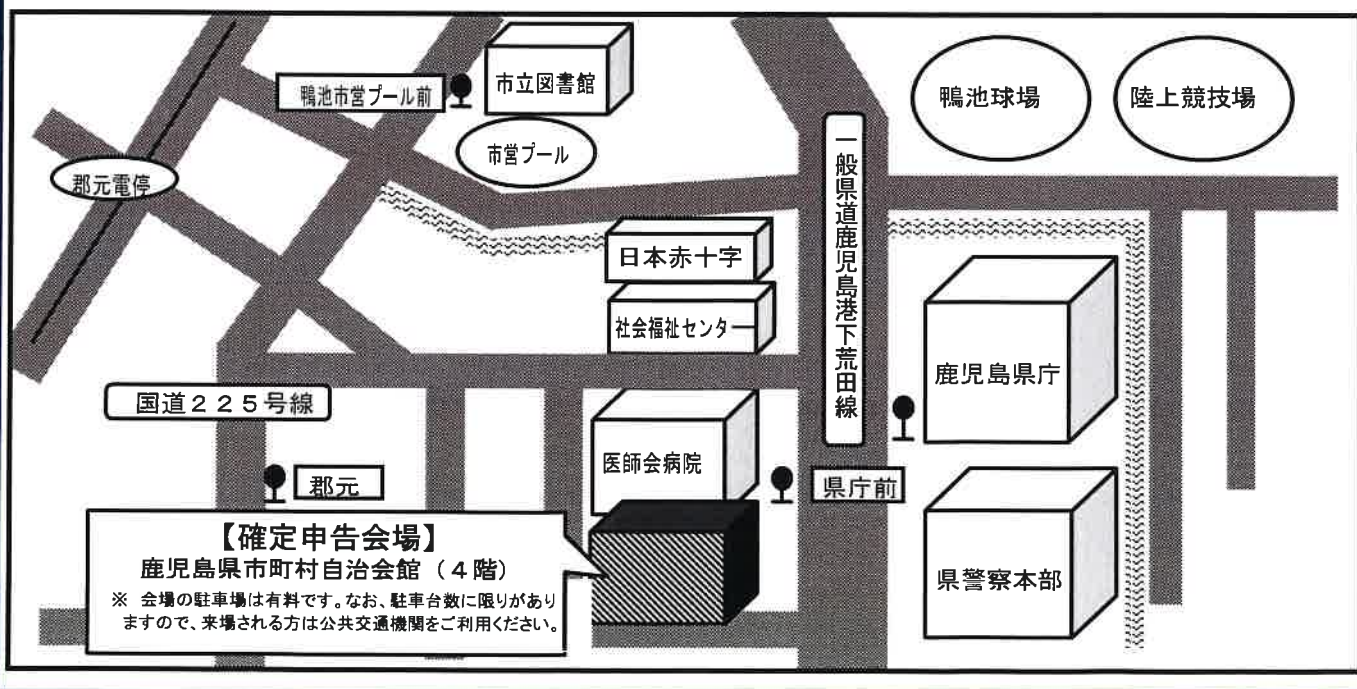 市立図書館
鴨池市営プール前
市営プール
鴨池球場
陸上競技場
郡元電停
一般県道鹿児島港下荒田線
日本赤十字
社会福祉センター
鹿児島県庁
国道２２５号線
医師会病院
郡元
県庁前
県警察本部
【確定申告会場】
鹿児島県市町村自治会館（４階）
※ 会場の駐車場は有料です。なお、駐車台数に限りがあり
ますので、来場される方は公共交通機関をご利用ください。